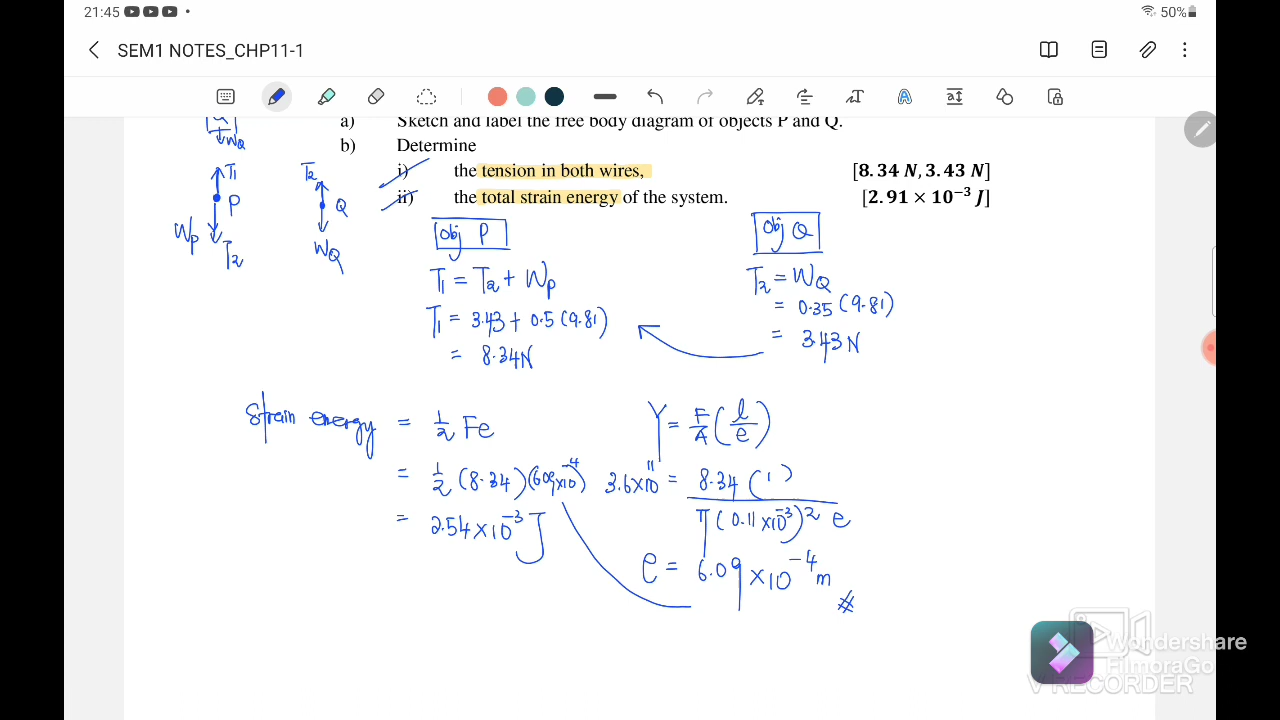 21:45 50%
SEM1 NOTES_CHP11-1
a) Sketch and label the free body diagram of objects P and Q.
WQ
b) Determine
i) the tension in both wires, [8.34 N, 3.43 N]
ii) the total strain energy of the system. [2.91 × 10⁻³ J]
T1
P
Wp
T2
T2
Q
WQ
Obj P
T1 = T2 + Wp
T1 = 3.43 + 0.5 (9.81)
= 8.34N
Obj Q
T2 = WQ
= 0.35 (9.81)
= 3.43 N
Strain energy = 1/2 Fe
= 1/2 (8.34)(6.09×10⁻⁴)
= 2.54 × 10⁻³ J
Y = F/A (l/e)
3.6×10¹¹ = 8.34 (1) / π(0.11×10⁻³)² e
e = 6.09 × 10⁻⁴ m #
Wondershare
FilmoraGo
V RECORDER